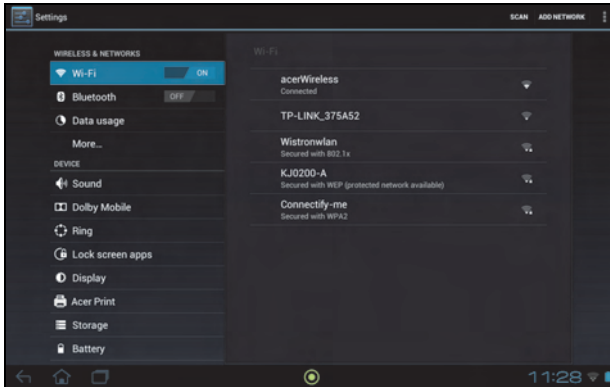 Settings
SCAN ADD NETWORK
WIRELESS & NETWORKS
Wi-Fi ON
Bluetooth OFF
Data usage
More...
DEVICE
Sound
Dolby Mobile
Ring
Lock screen apps
Display
Acer Print
Storage
Battery
Wi-Fi
acerWireless
Connected
TP-LINK_375A52
Wistronwlan
Secured with 802.1x
KJ0200-A
Secured with WEP (protected network available)
Connectify-me
Secured with WPA2
11:28